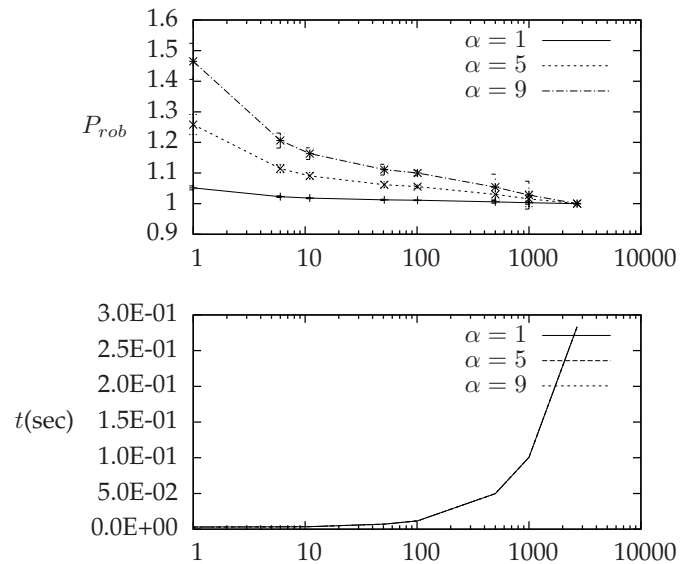 1.6
1.5
1.4
1.3
1.2
1.1
1
0.9
P_rob
α = 1
α = 5
α = 9
1 10 100 1000 10000
3.0E-01
2.5E-01
2.0E-01
1.5E-01
1.0E-01
5.0E-02
0.0E+00
t(sec)
α = 1
α = 5
α = 9
1 10 100 1000 10000